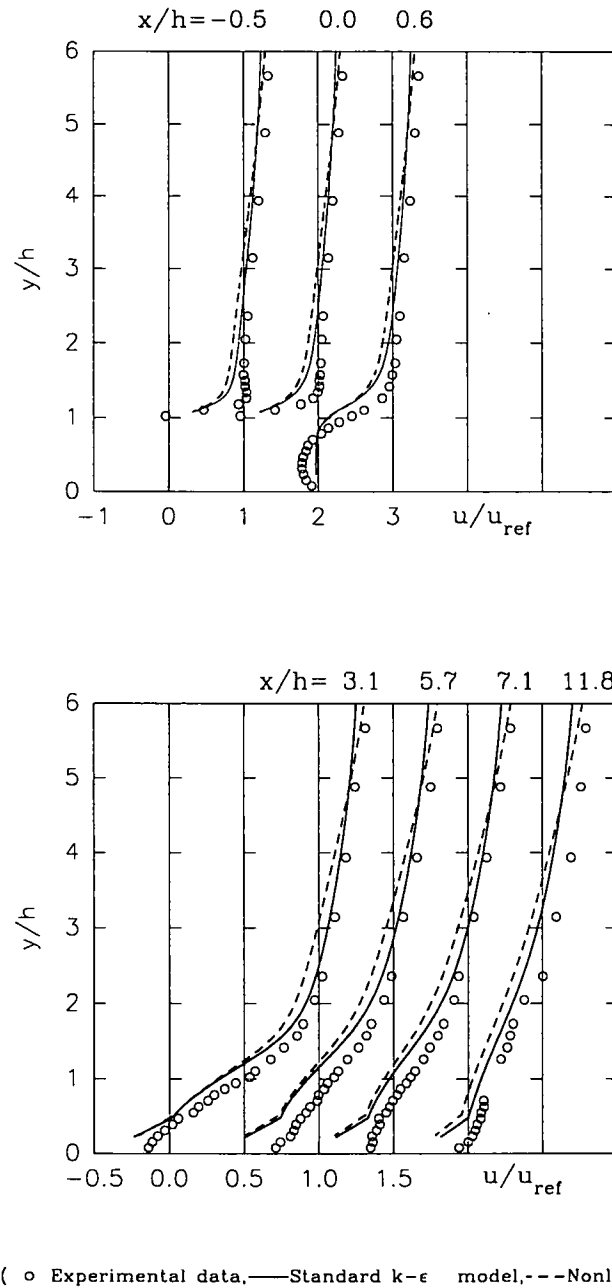 x/h=-0.5 0.0 0.6
6
5
4
3
2
1
0
y/h
-1 0 1 2 3 u/u_ref
x/h= 3.1 5.7 7.1 11.8
6
5
4
3
2
1
0
y/h
-0.5 0.0 0.5 1.0 1.5 u/u_ref
( o Experimental data,——Standard k-ε model,---Nonl